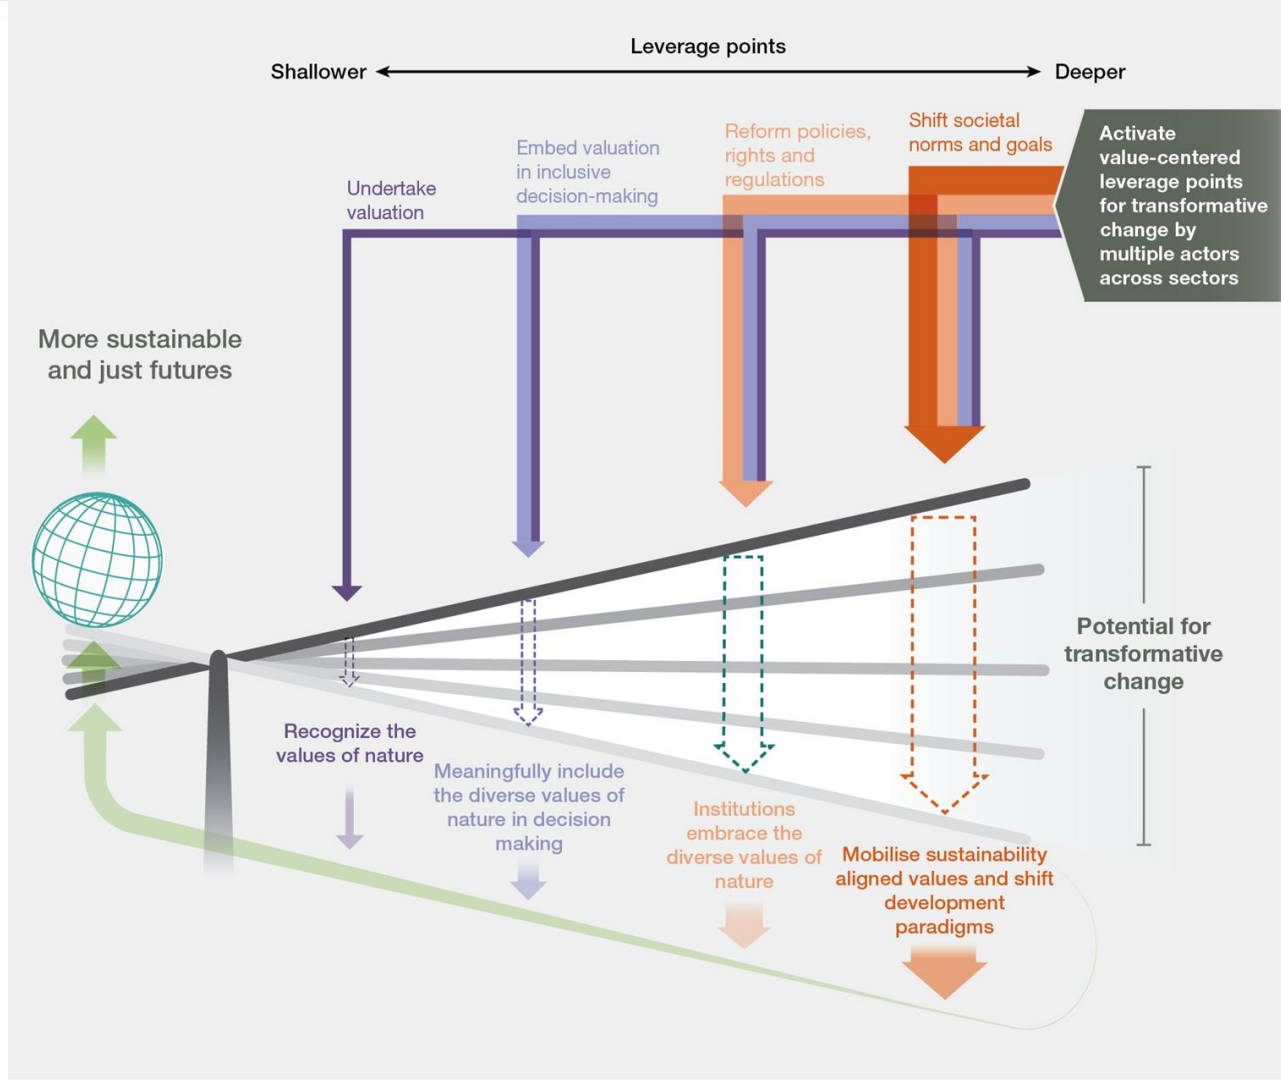 Leverage points
Shallower
Deeper
Undertake
valuation
Embed valuation
in inclusive
decision-making
Reform policies,
rights and
regulations
Shift societal
norms and goals
Activate
value-centered
leverage points
for transformative
change by
multiple actors
across sectors
More sustainable
and just futures
Potential for
transformative
change
Recognize the
values of nature
Meaningfully include
the diverse values of
nature in decision
making
Institutions
embrace the
diverse values of
nature
Mobilise sustainability
aligned values and shift
development
paradigms